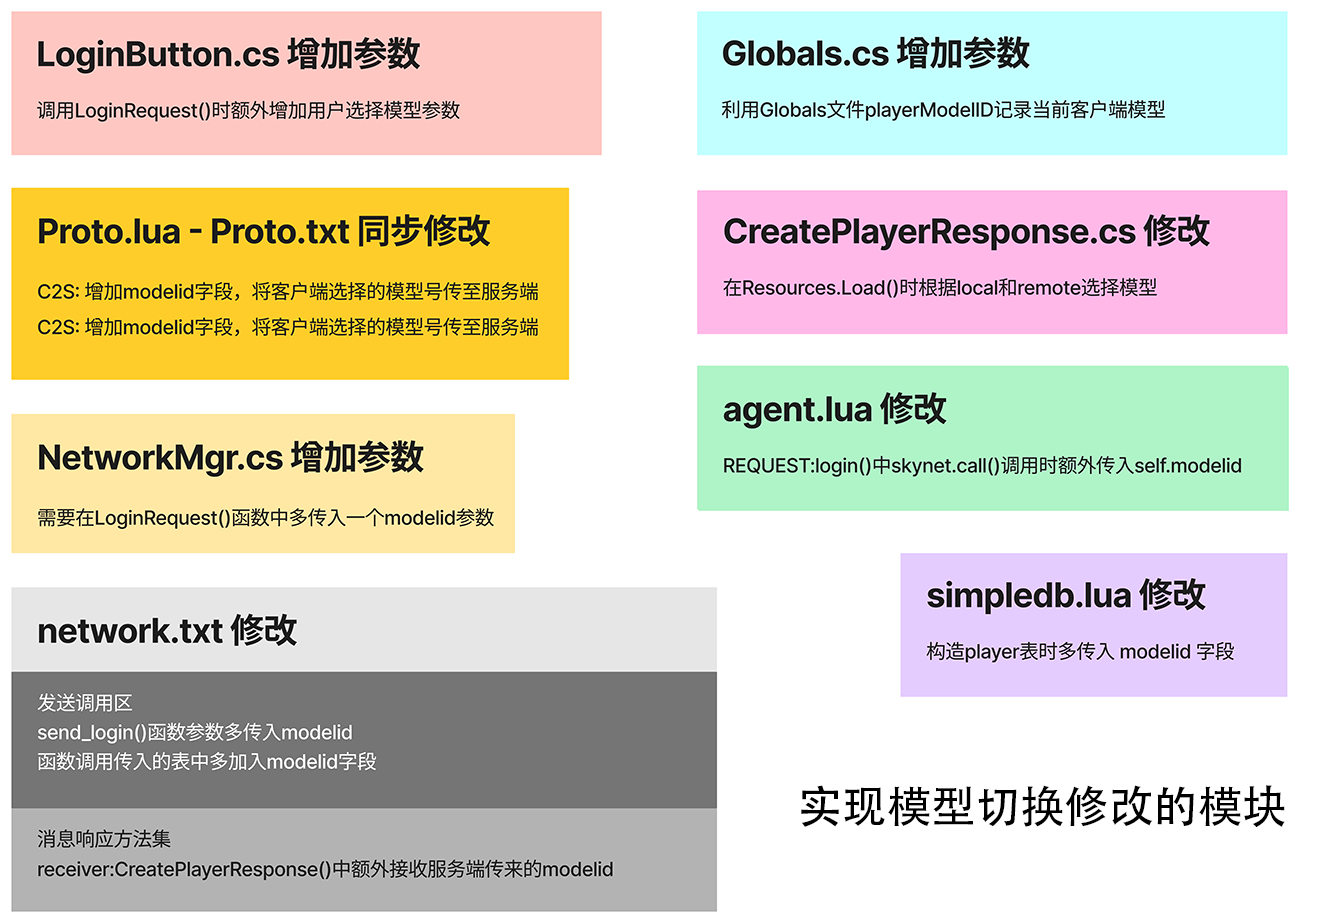 LoginButton.cs 增加参数
调用LoginRequest()时额外增加用户选择模型参数
Proto.lua - Proto.txt 同步修改
C2S: 增加modelid字段，将客户端选择的模型号传至服务端
C2S: 增加modelid字段，将客户端选择的模型号传至服务端
NetworkMgr.cs 增加参数
需要在LoginRequest()函数中多传入一个modelid参数
network.txt 修改
发送调用区
send_login()函数参数多传入modelid
函数调用传入的表中多加入modelid字段
消息响应方法集
receiver:CreatePlayerResponse()中额外接收服务端传来的modelid
Globals.cs 增加参数
利用Globals文件playerModelID记录当前客户端模型
CreatePlayerResponse.cs 修改
在Resources.Load()时根据local和remote选择模型
agent.lua 修改
REQUEST:login()中skynet.call()调用时额外传入self.modelid
simpledb.lua 修改
构造player表时多传入 modelid 字段
实现模型切换修改的模块